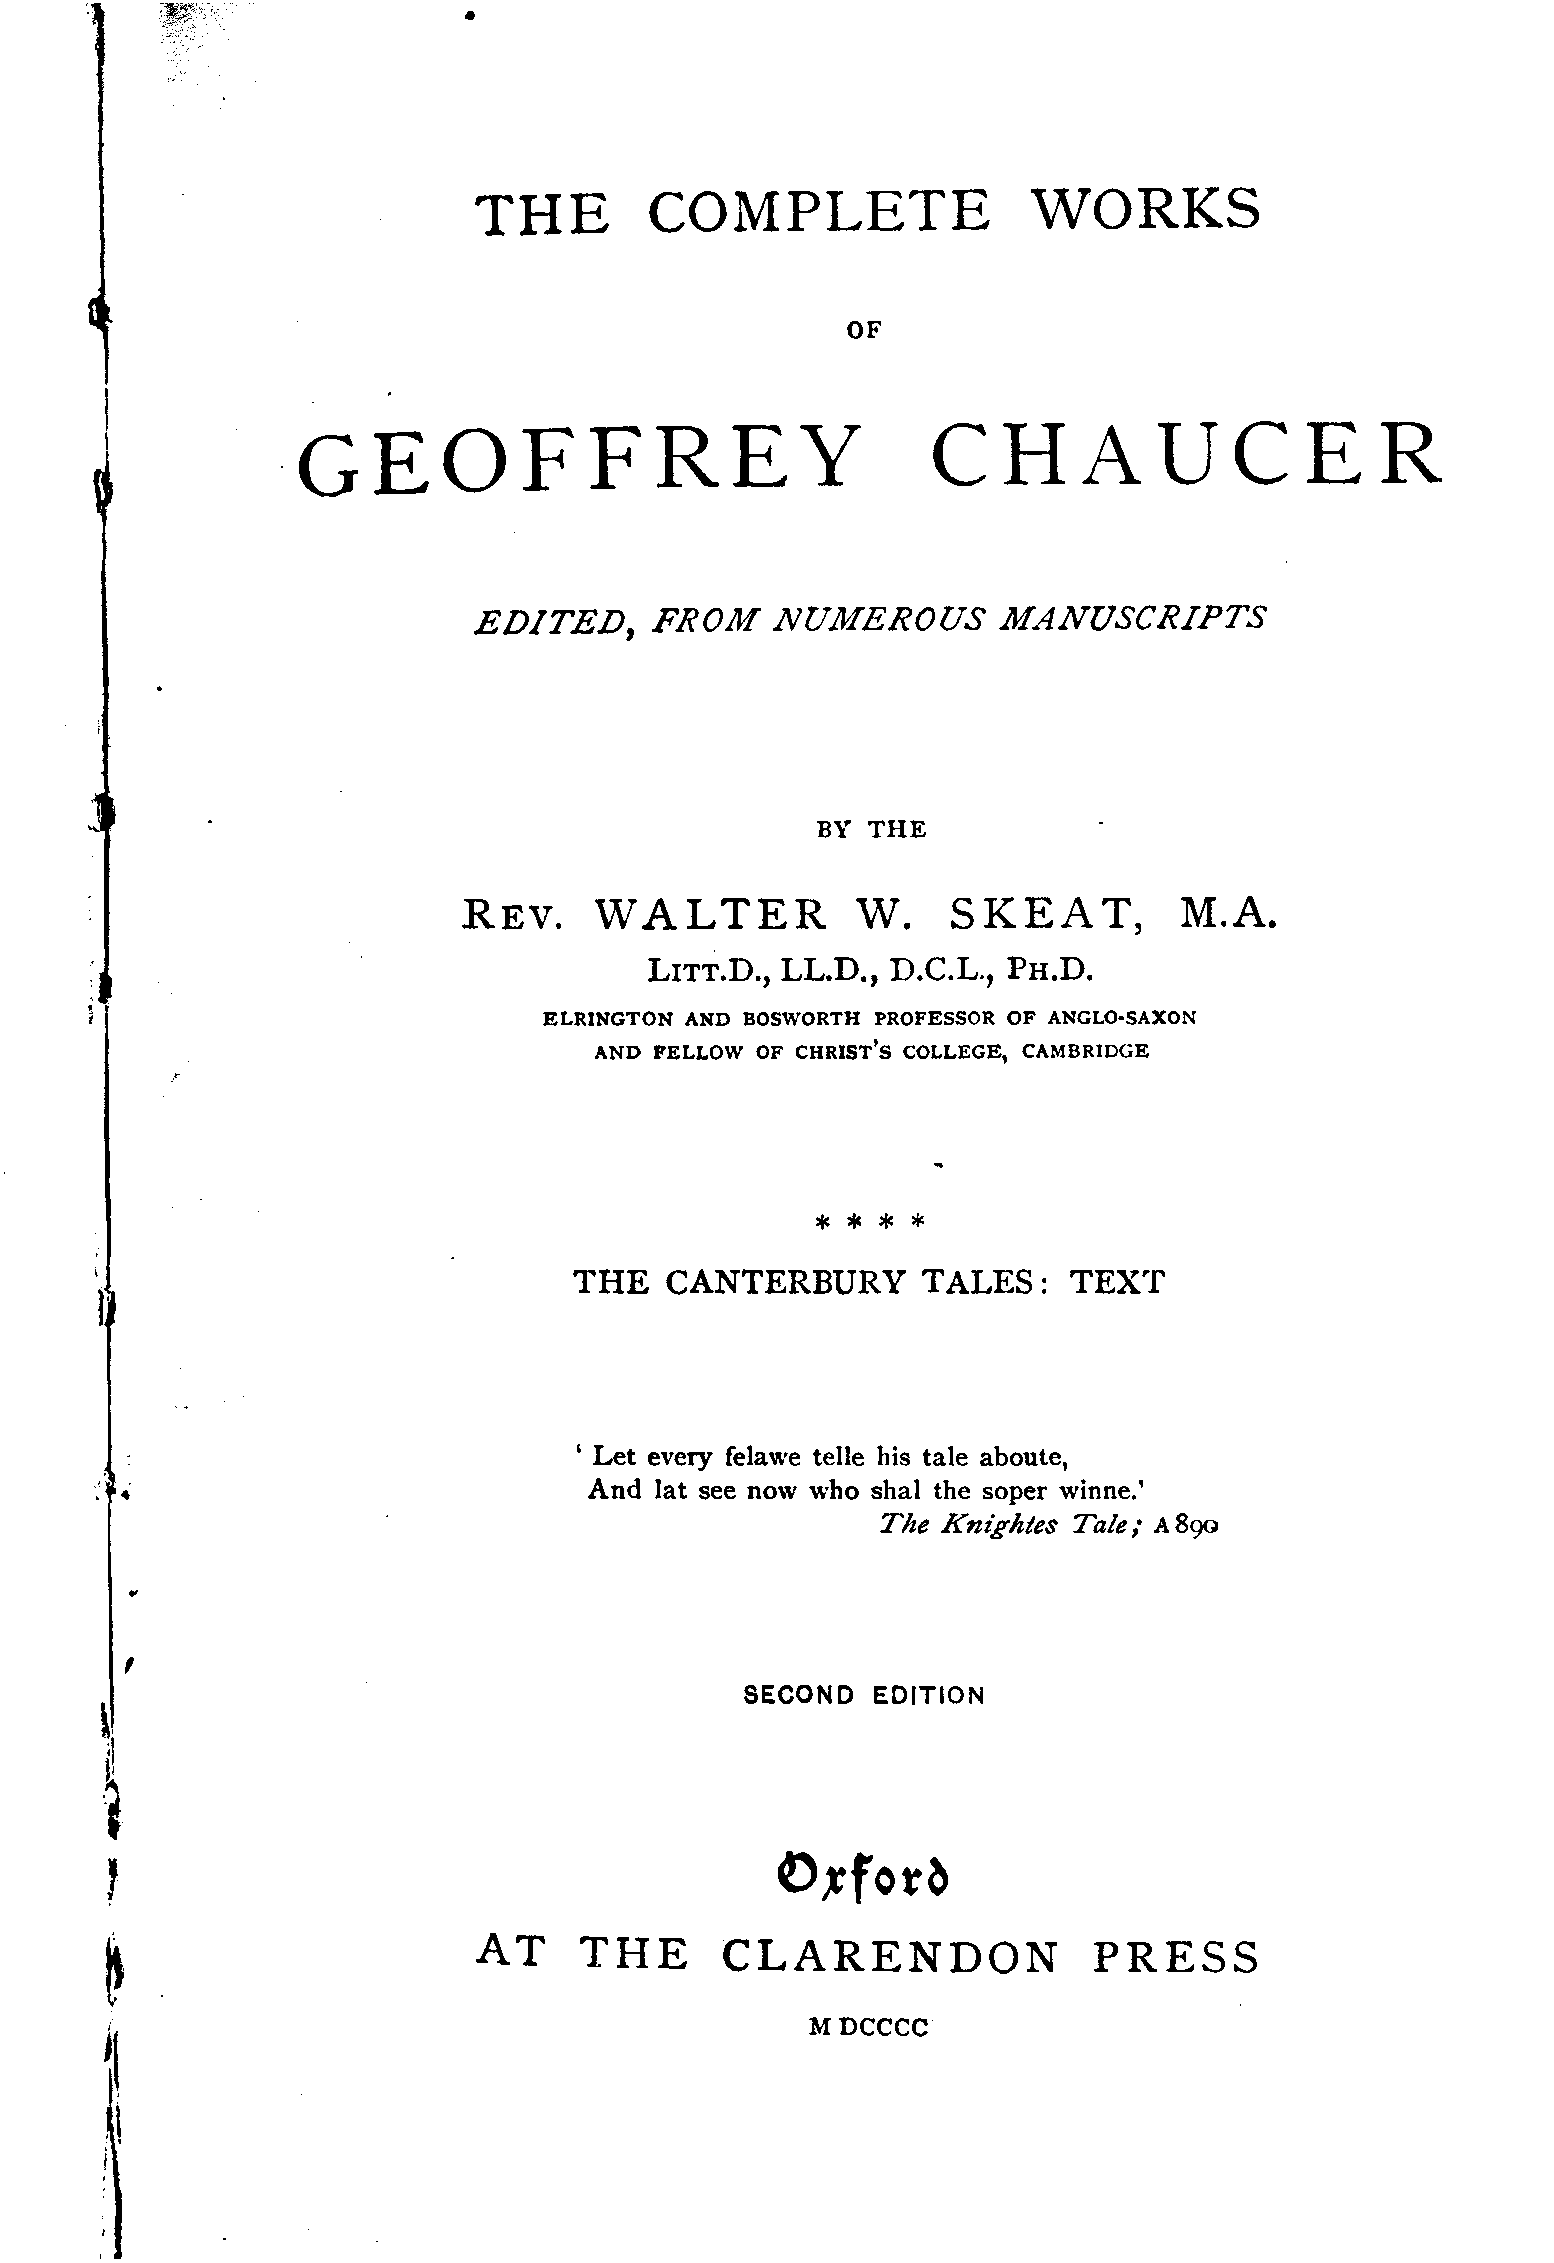 THE COMPLETE WORKS
OF
GEOFFREY CHAUCER
EDITED, FROM NUMEROUS MANUSCRIPTS
BY THE
REV. WALTER W. SKEAT, M.A.
LITT.D., LL.D., D.C.L., PH.D.
ELRINGTON AND BOSWORTH PROFESSOR OF ANGLO-SAXON
AND FELLOW OF CHRIST'S COLLEGE, CAMBRIDGE
* * * *
THE CANTERBURY TALES: TEXT
‘ Let every felawe telle his tale aboute,
And lat see now who shal the soper winne.’
The Knightes Tale; A 890
SECOND EDITION
Oxford
AT THE CLARENDON PRESS
M DCCCC